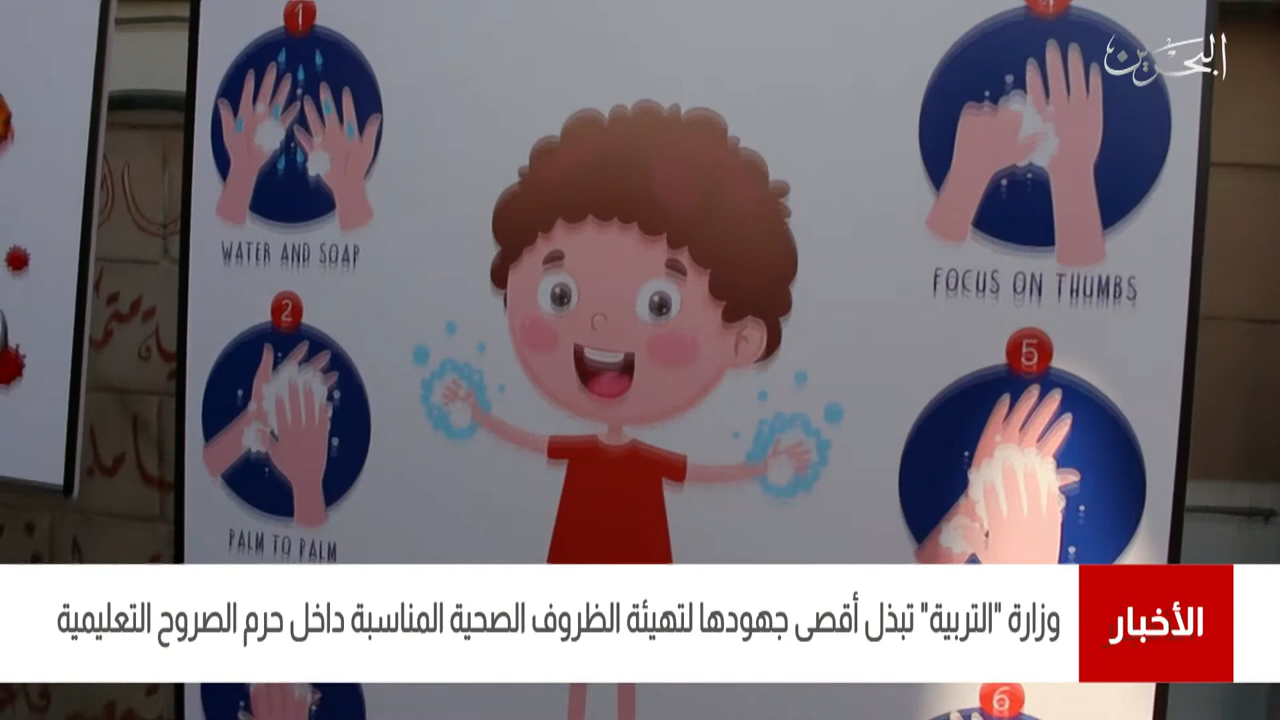 البحرين
1
WATER AND SOAP
2
PALM TO PALM
4
FOCUS ON THUMBS
5
6
الأخبار
وزارة "التربية" تبذل أقصى جهودها لتهيئة الظروف الصحية المناسبة داخل حرم الصروح التعليمية